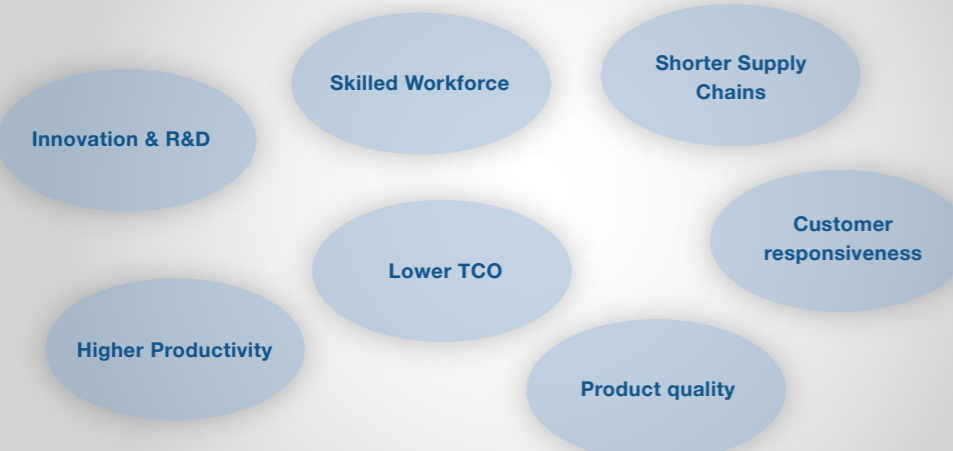 Shorter Supply
Chains
Skilled Workforce
Innovation & R&D
Customer
responsiveness
Lower TCO
Higher Productivity
Product quality